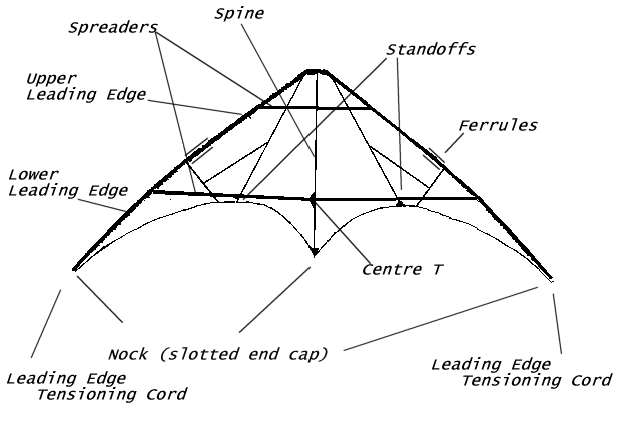 Spine
Spreaders
Standoffs
Upper
Leading Edge
Ferrules
Lower
Leading Edge
Centre T
Nock (slotted end cap)
Leading Edge
Tensioning Cord
Leading Edge
Tensioning Cord